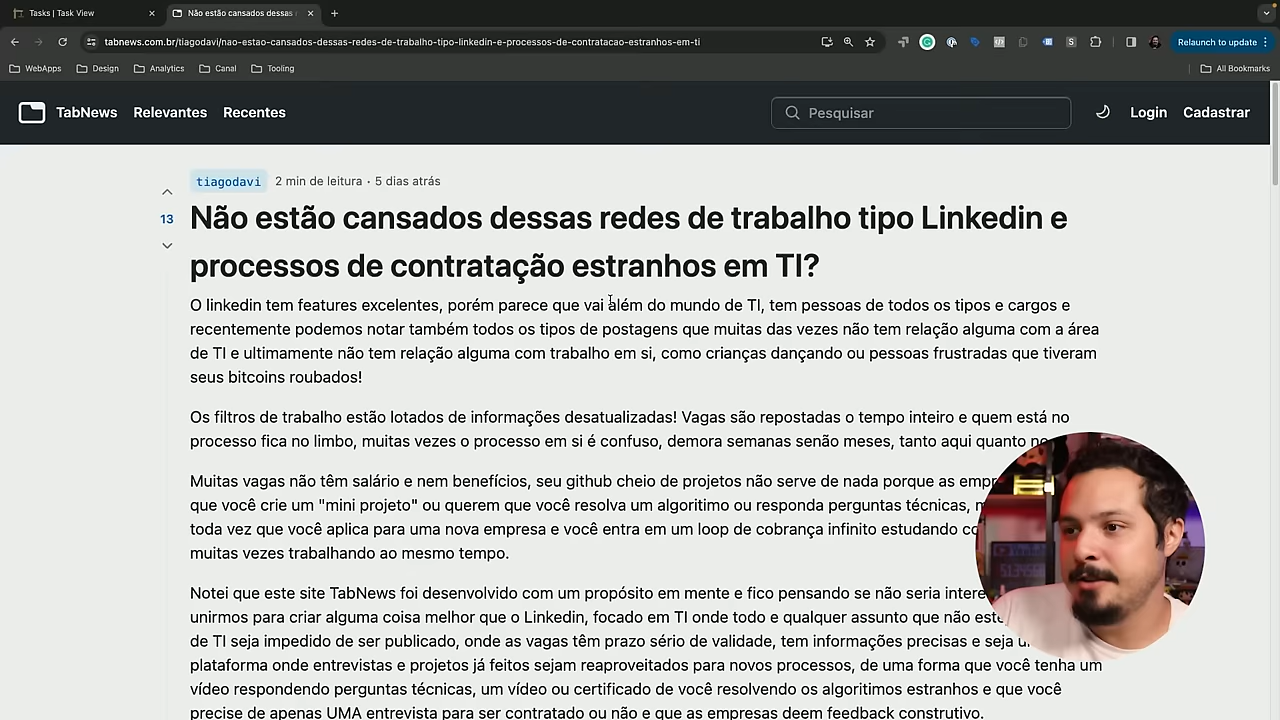 Tasks | Task View
Não estão cansados dessas
tabnews.com.br/tiagodavi/nao-estao-cansados-dessas-redes-de-trabalho-tipo-linkedin-e-processos-de-contratacao-estranhos-em-ti
Relaunch to update
WebApps
Design
Analytics
Canal
Tooling
All Bookmarks
TabNews
Relevantes
Recentes
Pesquisar
Login
Cadastrar
tiagodavi 2 min de leitura · 5 dias atrás
13
Não estão cansados dessas redes de trabalho tipo Linkedin e
processos de contratação estranhos em TI?
O linkedin tem features excelentes, porém parece que vai além do mundo de TI, tem pessoas de todos os tipos e cargos e
recentemente podemos notar também todos os tipos de postagens que muitas das vezes não tem relação alguma com a área
de TI e ultimamente não tem relação alguma com trabalho em si, como crianças dançando ou pessoas frustradas que tiveram
seus bitcoins roubados!
Os filtros de trabalho estão lotados de informações desatualizadas! Vagas são repostadas o tempo inteiro e quem está no
processo fica no limbo, muitas vezes o processo em si é confuso, demora semanas senão meses, tanto aqui quanto
Muitas vagas não têm salário e nem benefícios, seu github cheio de projetos não serve de nada porque as
que você crie um "mini projeto" ou querem que você resolva um algoritimo ou responda perguntas técnicas,
toda vez que você aplica para uma nova empresa e você entra em um loop de cobrança infinito estudando
muitas vezes trabalhando ao mesmo tempo.
Notei que este site TabNews foi desenvolvido com um propósito em mente e fico pensando se não seria
unirmos para criar alguma coisa melhor que o Linkedin, focado em TI onde todo e qualquer assunto que não
de TI seja impedido de ser publicado, onde as vagas têm prazo sério de validade, tem informações precisas e seja
plataforma onde entrevistas e projetos já feitos sejam reaproveitados para novos processos, de uma forma que você tenha um
vídeo respondendo perguntas técnicas, um vídeo ou certificado de você resolvendo os algoritimos estranhos e que você
precise de apenas UMA entrevista para ser contratado ou não e que as empresas deem feedback construtivo.